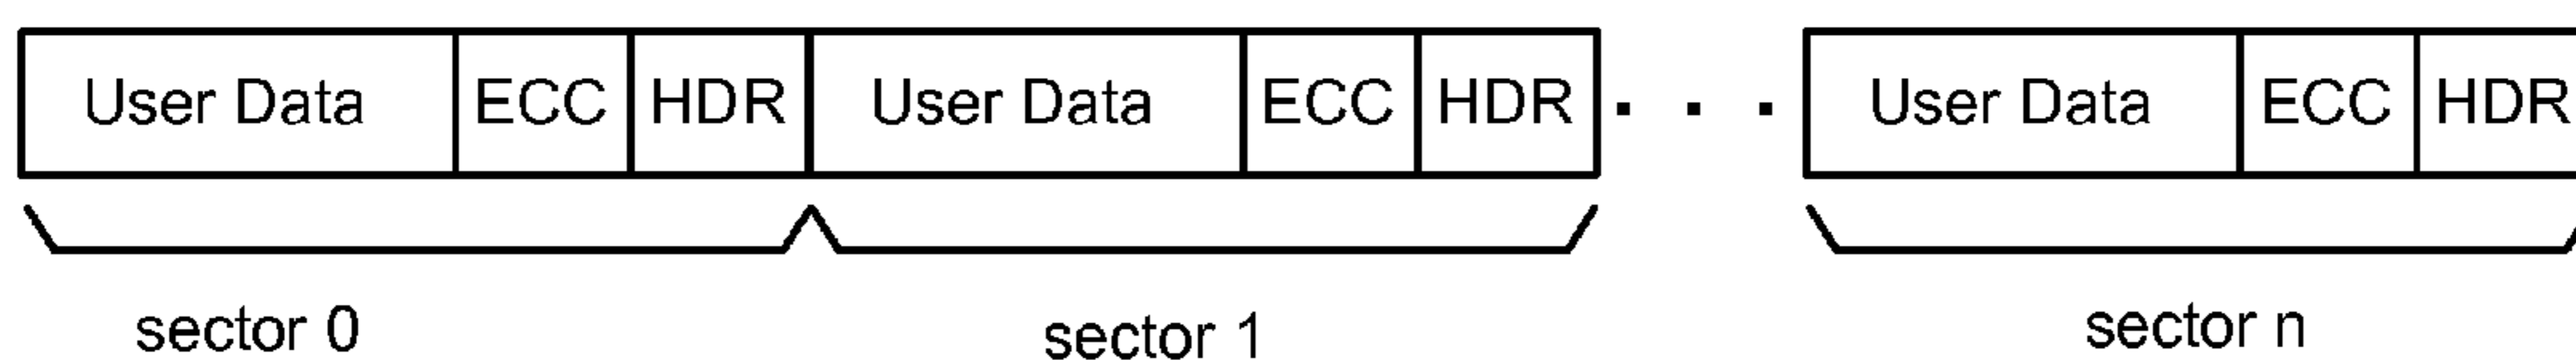 User Data ECC HDR User Data ECC HDR . . . User Data ECC HDR
sector 0 sector 1 sector n